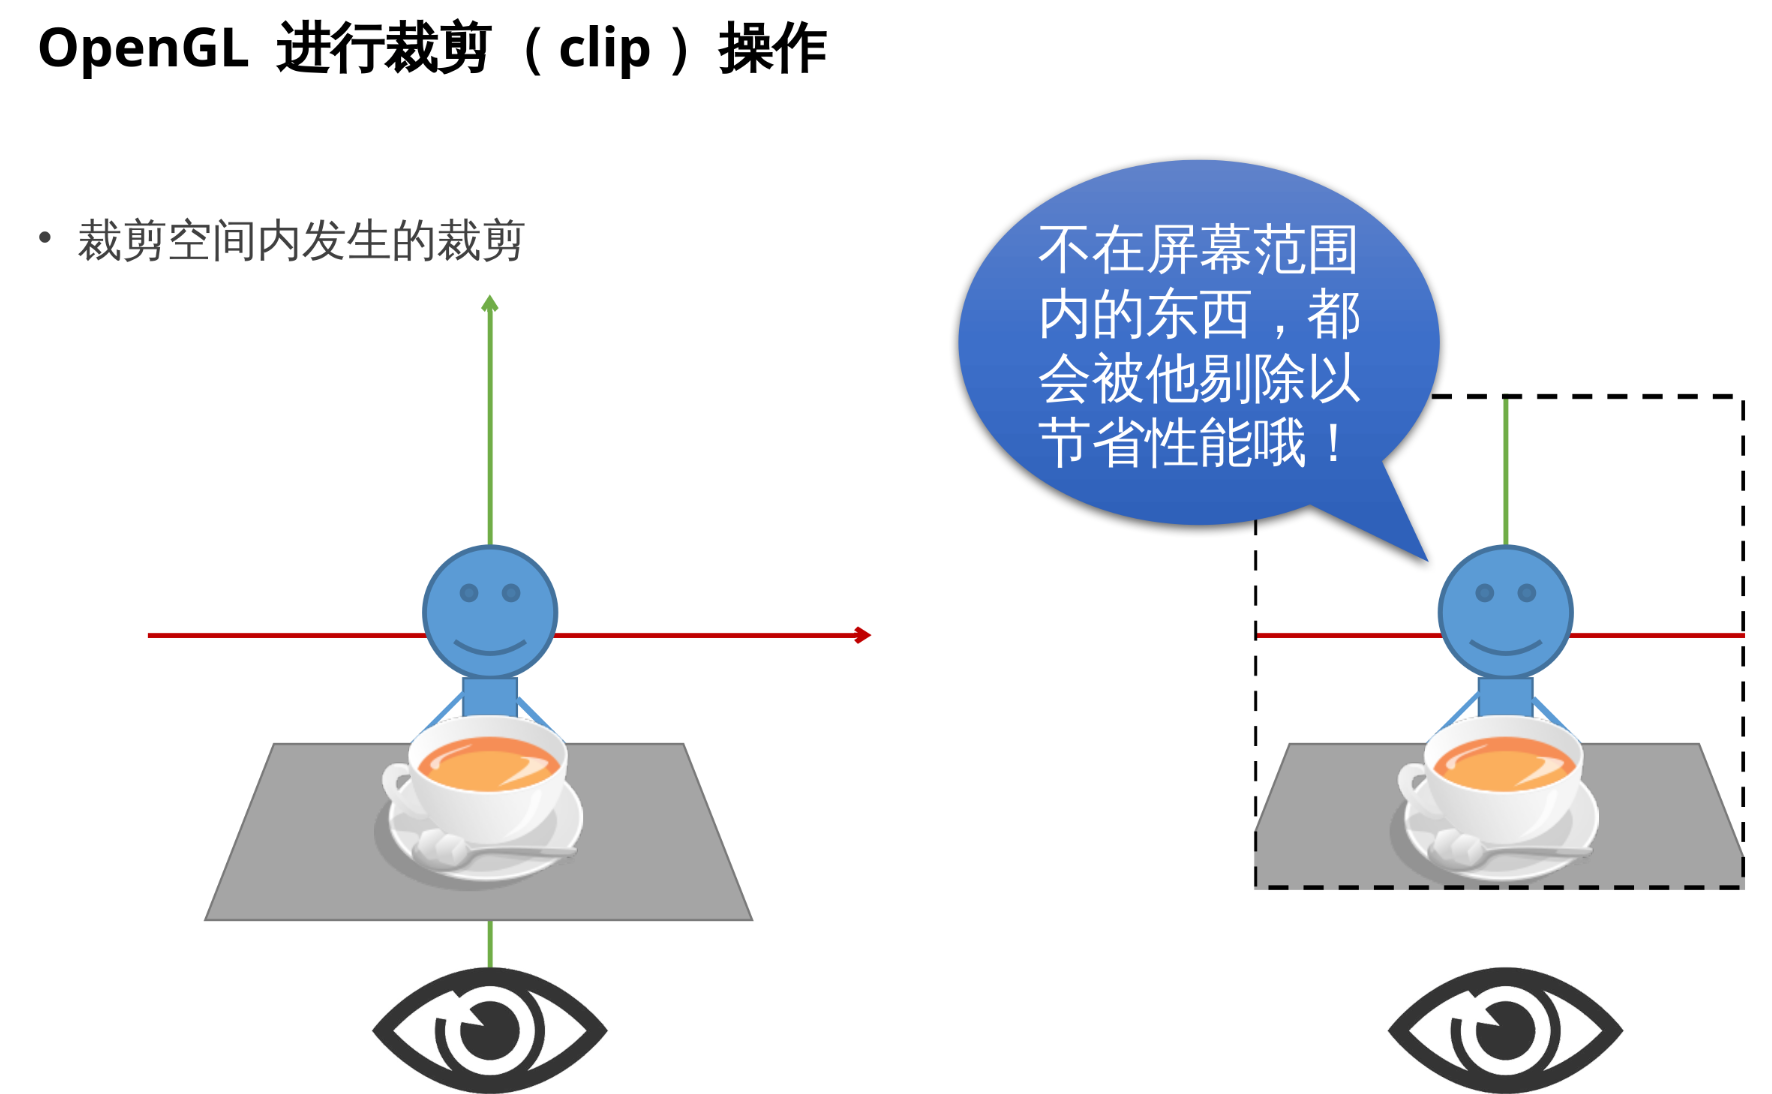 OpenGL 进行裁剪（clip）操作
• 裁剪空间内发生的裁剪
不在屏幕范围
内的东西，都
会被他剔除以
节省性能哦！